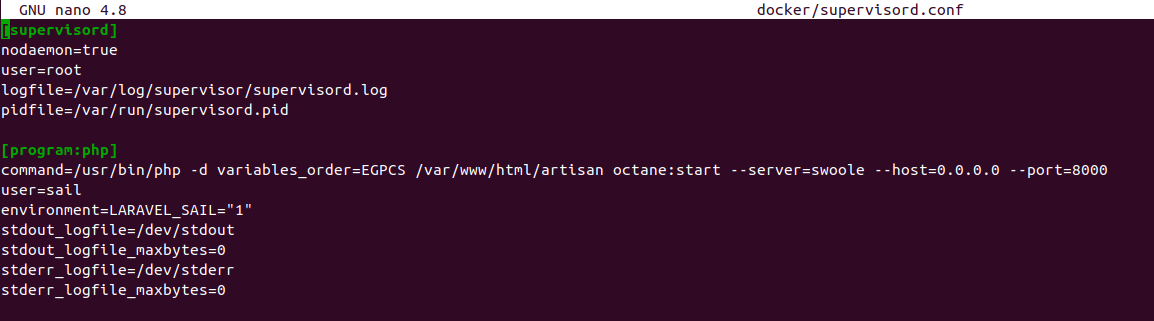 GNU nano 4.8 docker/supervisord.conf
[supervisord]
nodaemon=true
user=root
logfile=/var/log/supervisor/supervisord.log
pidfile=/var/run/supervisord.pid
[program:php]
command=/usr/bin/php -d variables_order=EGPCS /var/www/html/artisan octane:start --server=swoole --host=0.0.0.0 --port=8000
user=sail
environment=LARAVEL_SAIL="1"
stdout_logfile=/dev/stdout
stdout_logfile_maxbytes=0
stderr_logfile=/dev/stderr
stderr_logfile_maxbytes=0